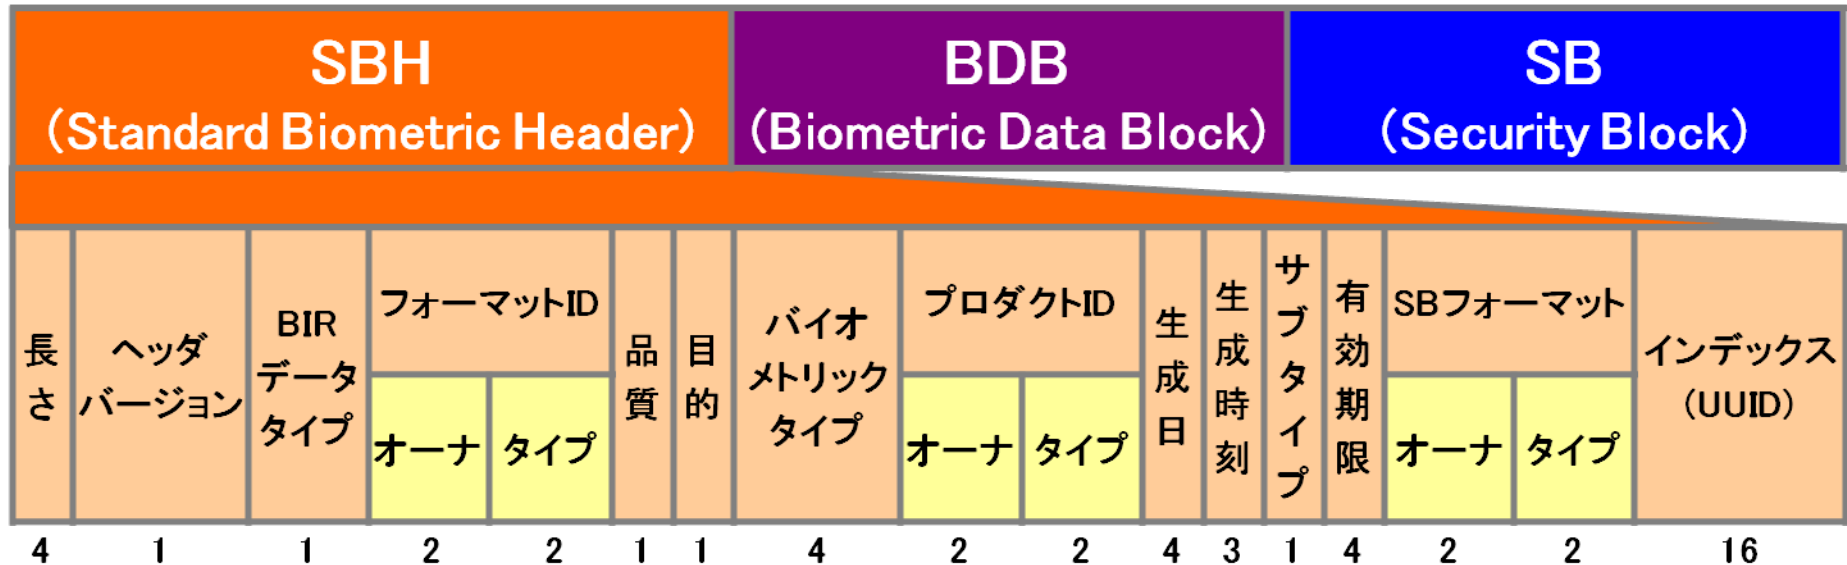 SBH
(Standard Biometric Header)
BDB
(Biometric Data Block)
SB
(Security Block)
長さ
ヘッダ
バージョン
BIR
データ
タイプ
フォーマットID
オーナ
タイプ
品質
目的
バイオ
メトリック
タイプ
プロダクトID
オーナ
タイプ
生成日
生成時刻
サブタイプ
有効期限
SBフォーマット
オーナ
タイプ
インデックス
(UUID)
4 1 1 2 2 1 1 4 2 2 4 3 1 4 2 2 16